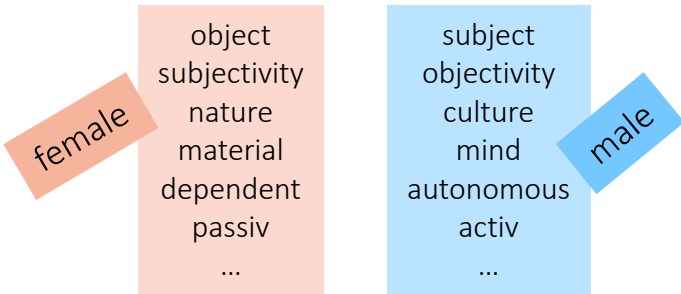 female
object
subjectivity
nature
material
dependent
passiv
...
subject
objectivity
culture
mind
autonomous
activ
...
male